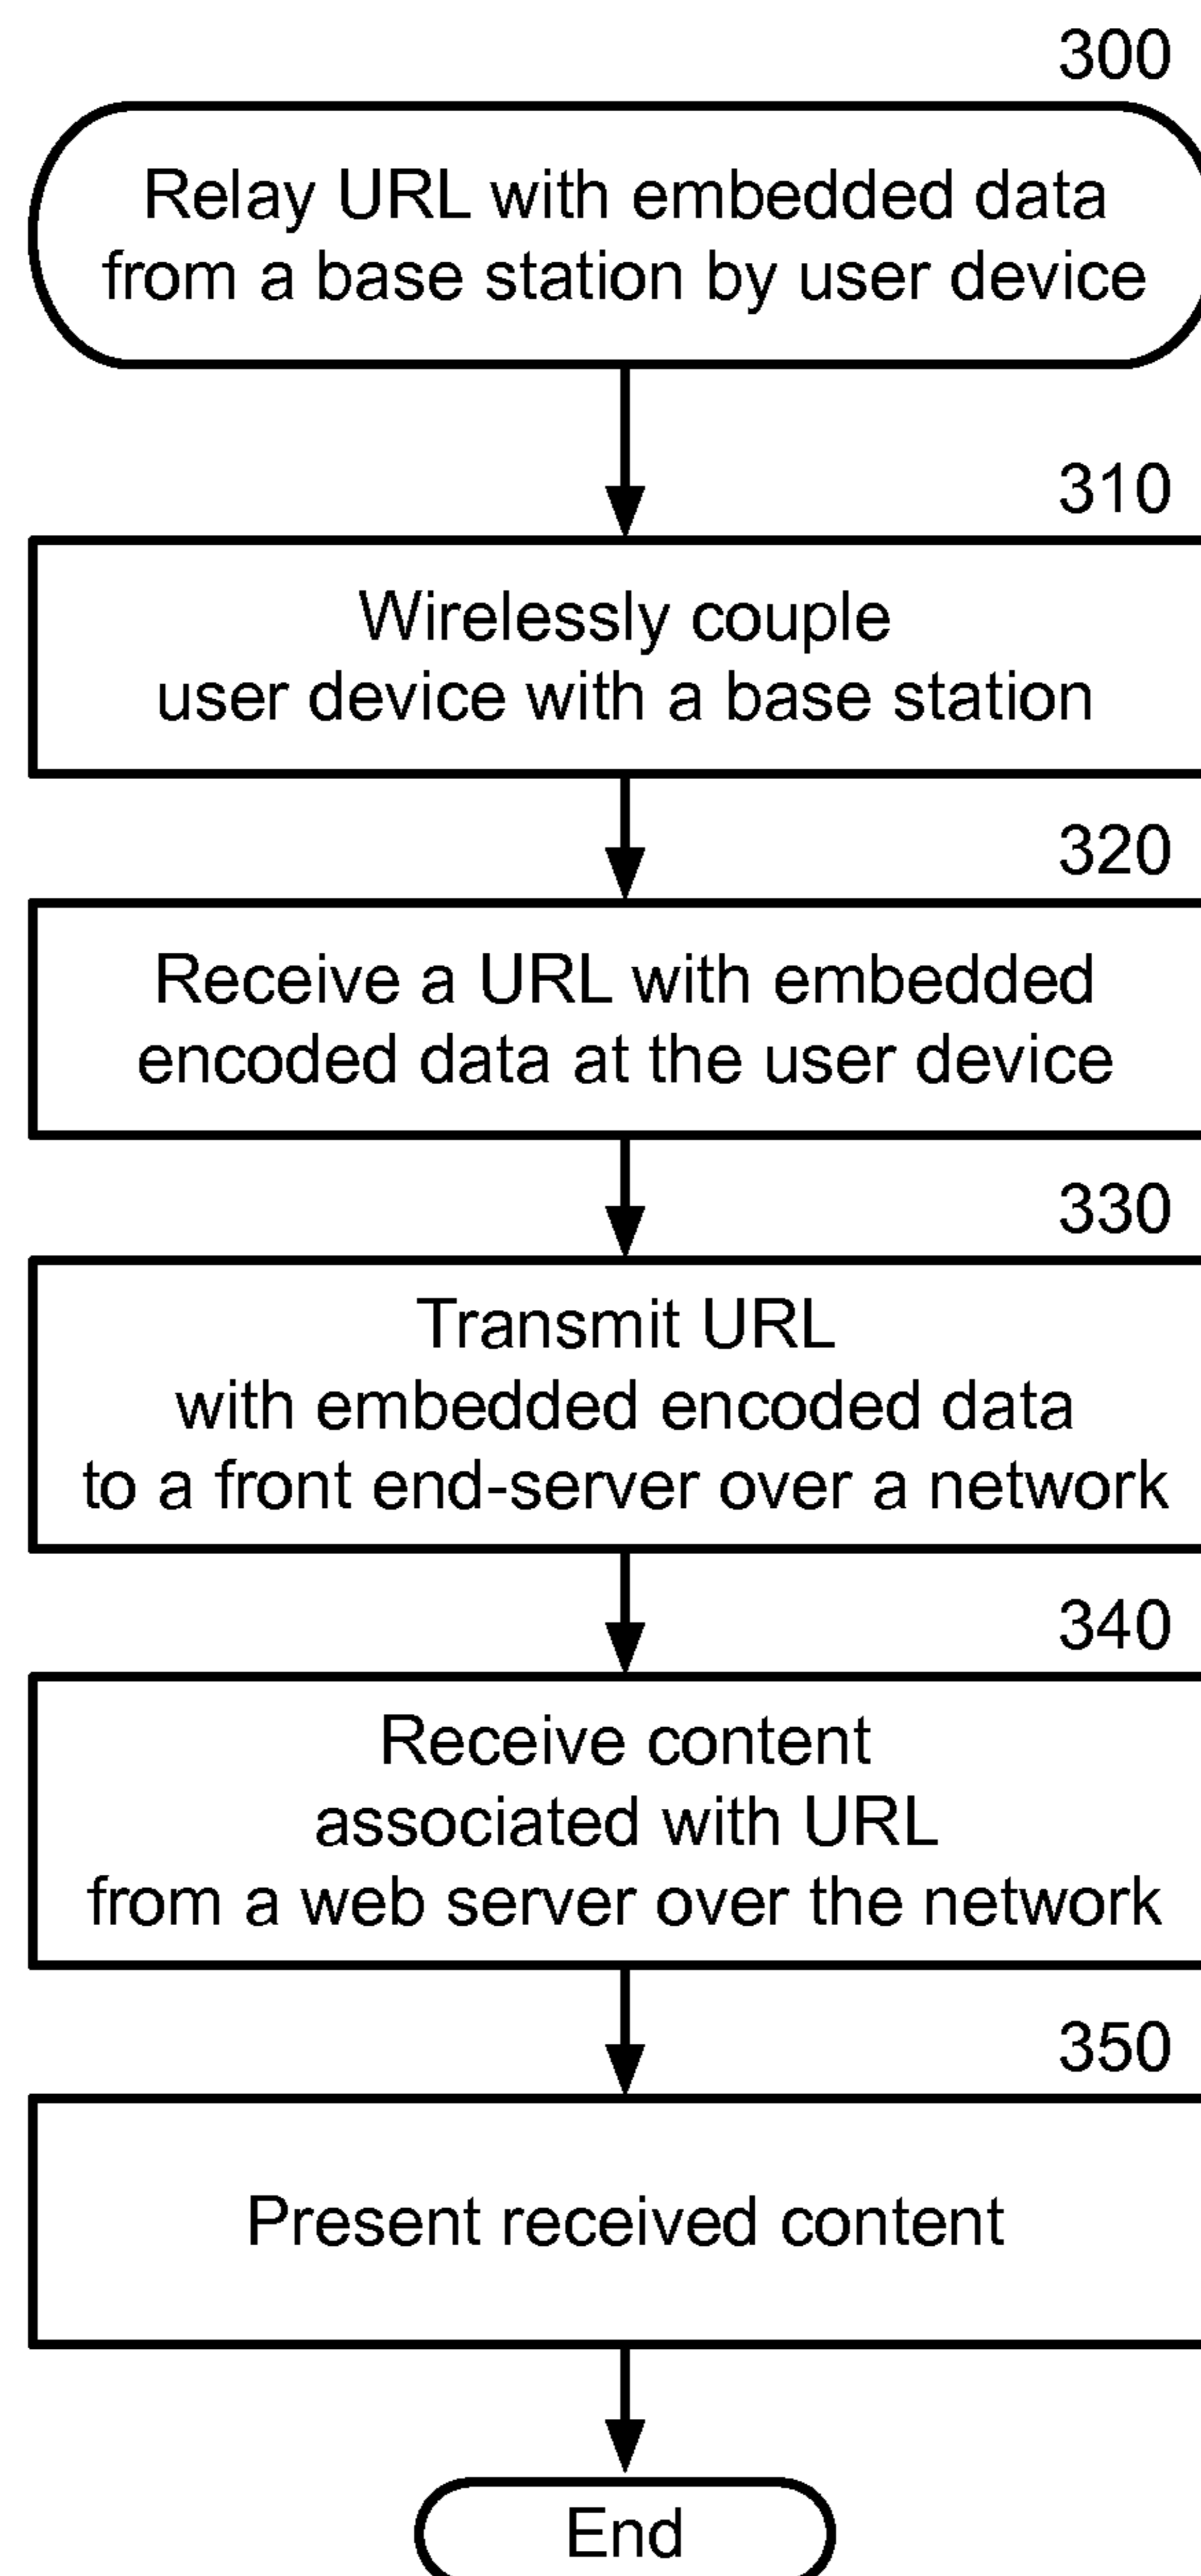 300
Relay URL with embedded data
from a base station by user device
310
Wirelessly couple
user device with a base station
320
Receive a URL with embedded
encoded data at the user device
330
Transmit URL
with embedded encoded data
to a front end-server over a network
340
Receive content
associated with URL
from a web server over the network
350
Present received content
End